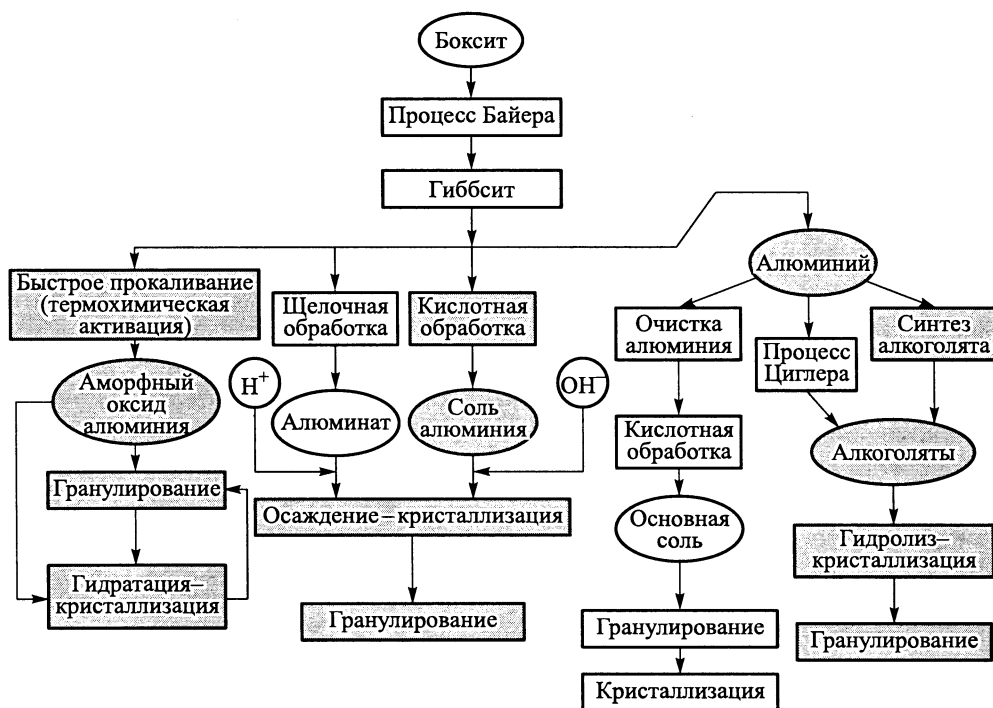 Боксит
Процесс Байера
Гиббсит
Быстрое прокаливание
(термохимическая
активация)
Щелочная
обработка
Кислотная
обработка
Алюминий
Очистка
алюминия
Процесс
Циглера
Синтез
алкоголята
Аморфный
оксид
алюминия
H⁺
Алюминат
Соль
алюминия
OH⁻
Кислотная
обработка
Алкоголяты
Гранулирование
Осаждение–кристаллизация
Основная
соль
Гидролиз–
кристаллизация
Гидратация–
кристаллизация
Гранулирование
Гранулирование
Гранулирование
Кристаллизация